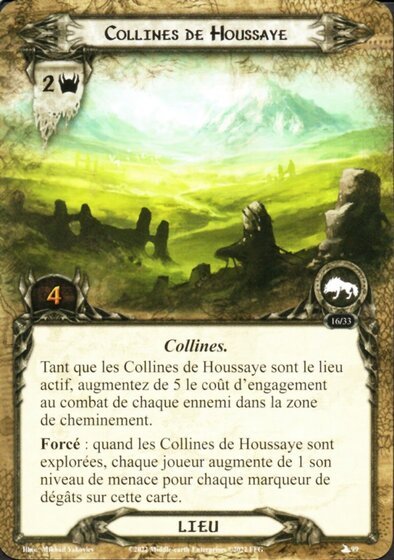 Collines de Houssaye
2
4
16/33
Collines.
Tant que les Collines de Houssaye sont le lieu
actif, augmentez de 5 le coût d'engagement
au combat de chaque ennemi dans la zone
de cheminement.
Forcé : quand les Collines de Houssaye sont
explorées, chaque joueur augmente de 1 son
niveau de menace pour chaque marqueur de
dégâts sur cette carte.
LIEU
Illus. Mikhail Yakovlev
©2022 Middle-earth Enterprises ©2022 FFG
99